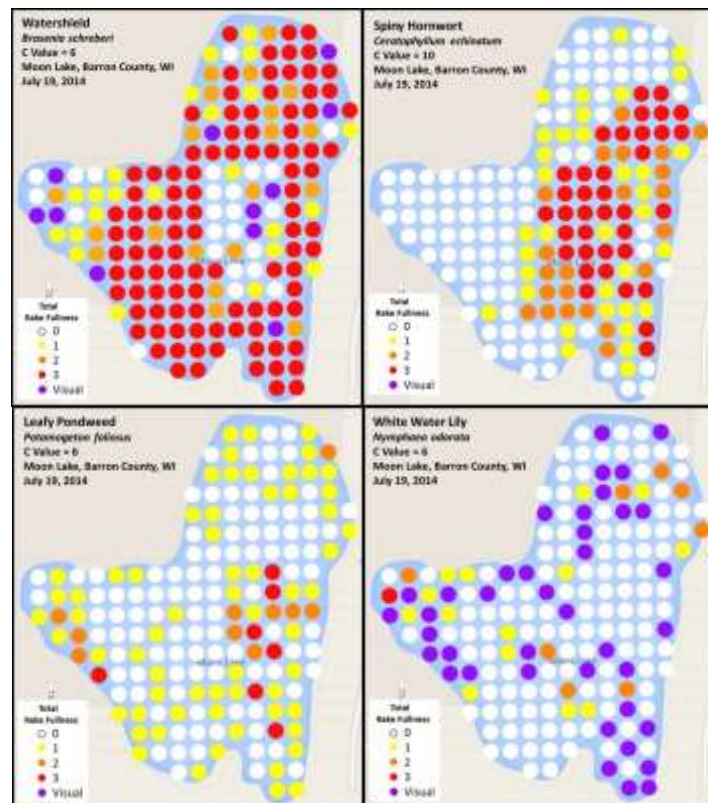 Watershield
Brasenia schreberi
C Value = 6
Moon Lake, Barron County, WI
July 19, 2014
Total
Rake Fullness
0
1
2
3
Visual
Spiny Hornwort
Ceratophyllum echinatum
C Value = 10
Moon Lake, Barron County, WI
July 19, 2014
Total
Rake Fullness
0
1
2
3
Visual
Leafy Pondweed
Potamogeton foliosus
C Value = 6
Moon Lake, Barron County, WI
July 19, 2014
Total
Rake Fullness
0
1
2
3
Visual
White Water Lily
Nymphaea odorata
C Value = 6
Moon Lake, Barron County, WI
July 19, 2014
Total
Rake Fullness
0
1
2
3
Visual